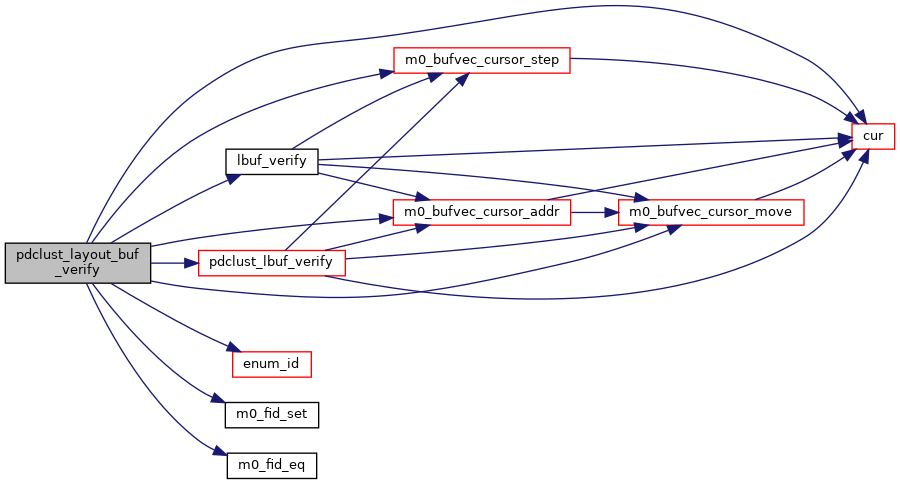 m0_bufvec_cursor_step
cur
lbuf_verify
m0_bufvec_cursor_addr
m0_bufvec_cursor_move
pdclust_layout_buf
_verify
pdclust_lbuf_verify
enum_id
m0_fid_set
m0_fid_eq